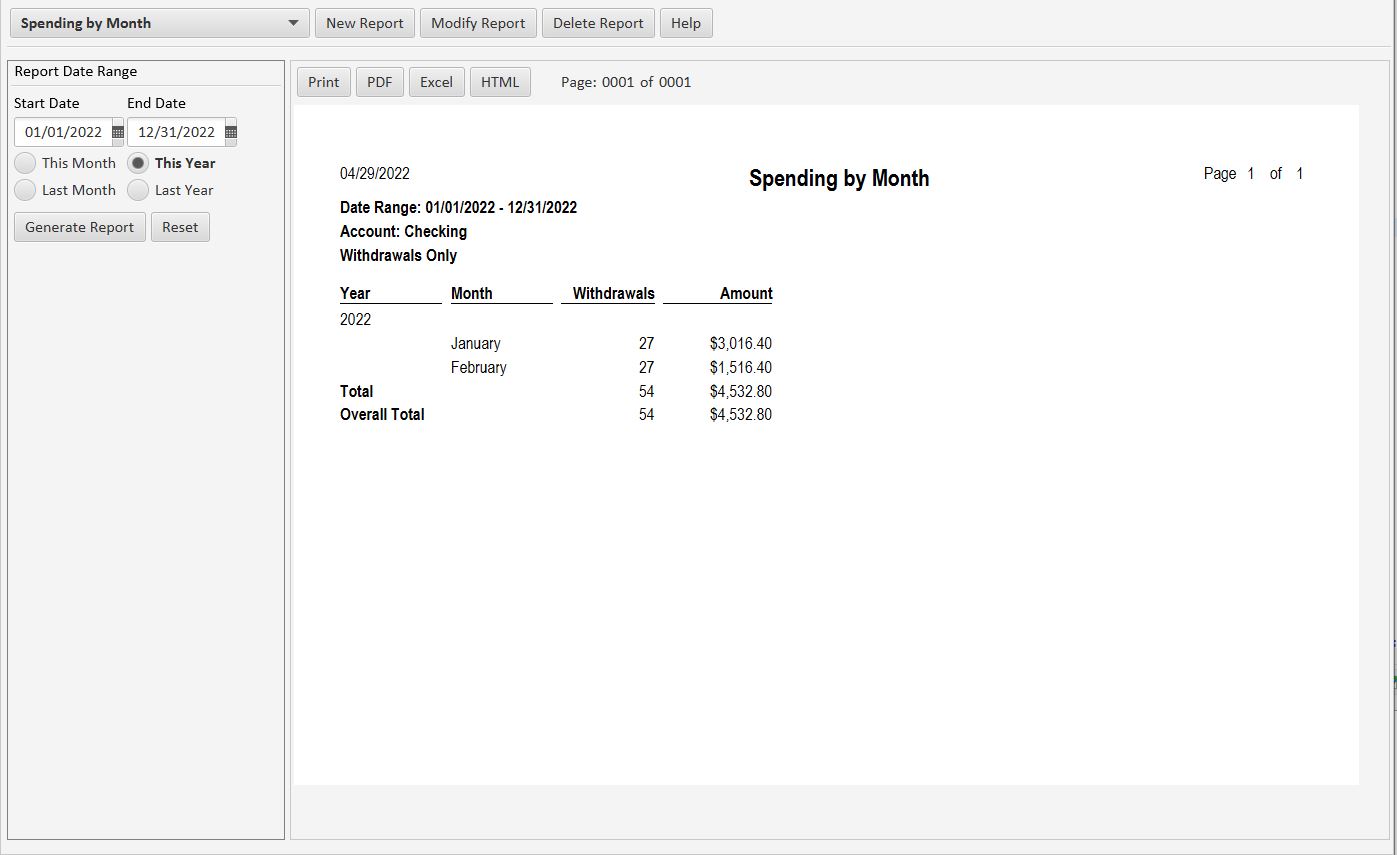 Spending by Month New Report Modify Report Delete Report Help
Report Date Range
Start Date End Date
01/01/2022 12/31/2022
This Month This Year
Last Month Last Year
Generate Report Reset
Print PDF Excel HTML Page: 0001 of 0001
04/29/2022 Spending by Month Page 1 of 1
Date Range: 01/01/2022 - 12/31/2022
Account: Checking
Withdrawals Only
Year Month Withdrawals Amount
2022
January 27 $3,016.40
February 27 $1,516.40
Total 54 $4,532.80
Overall Total 54 $4,532.80